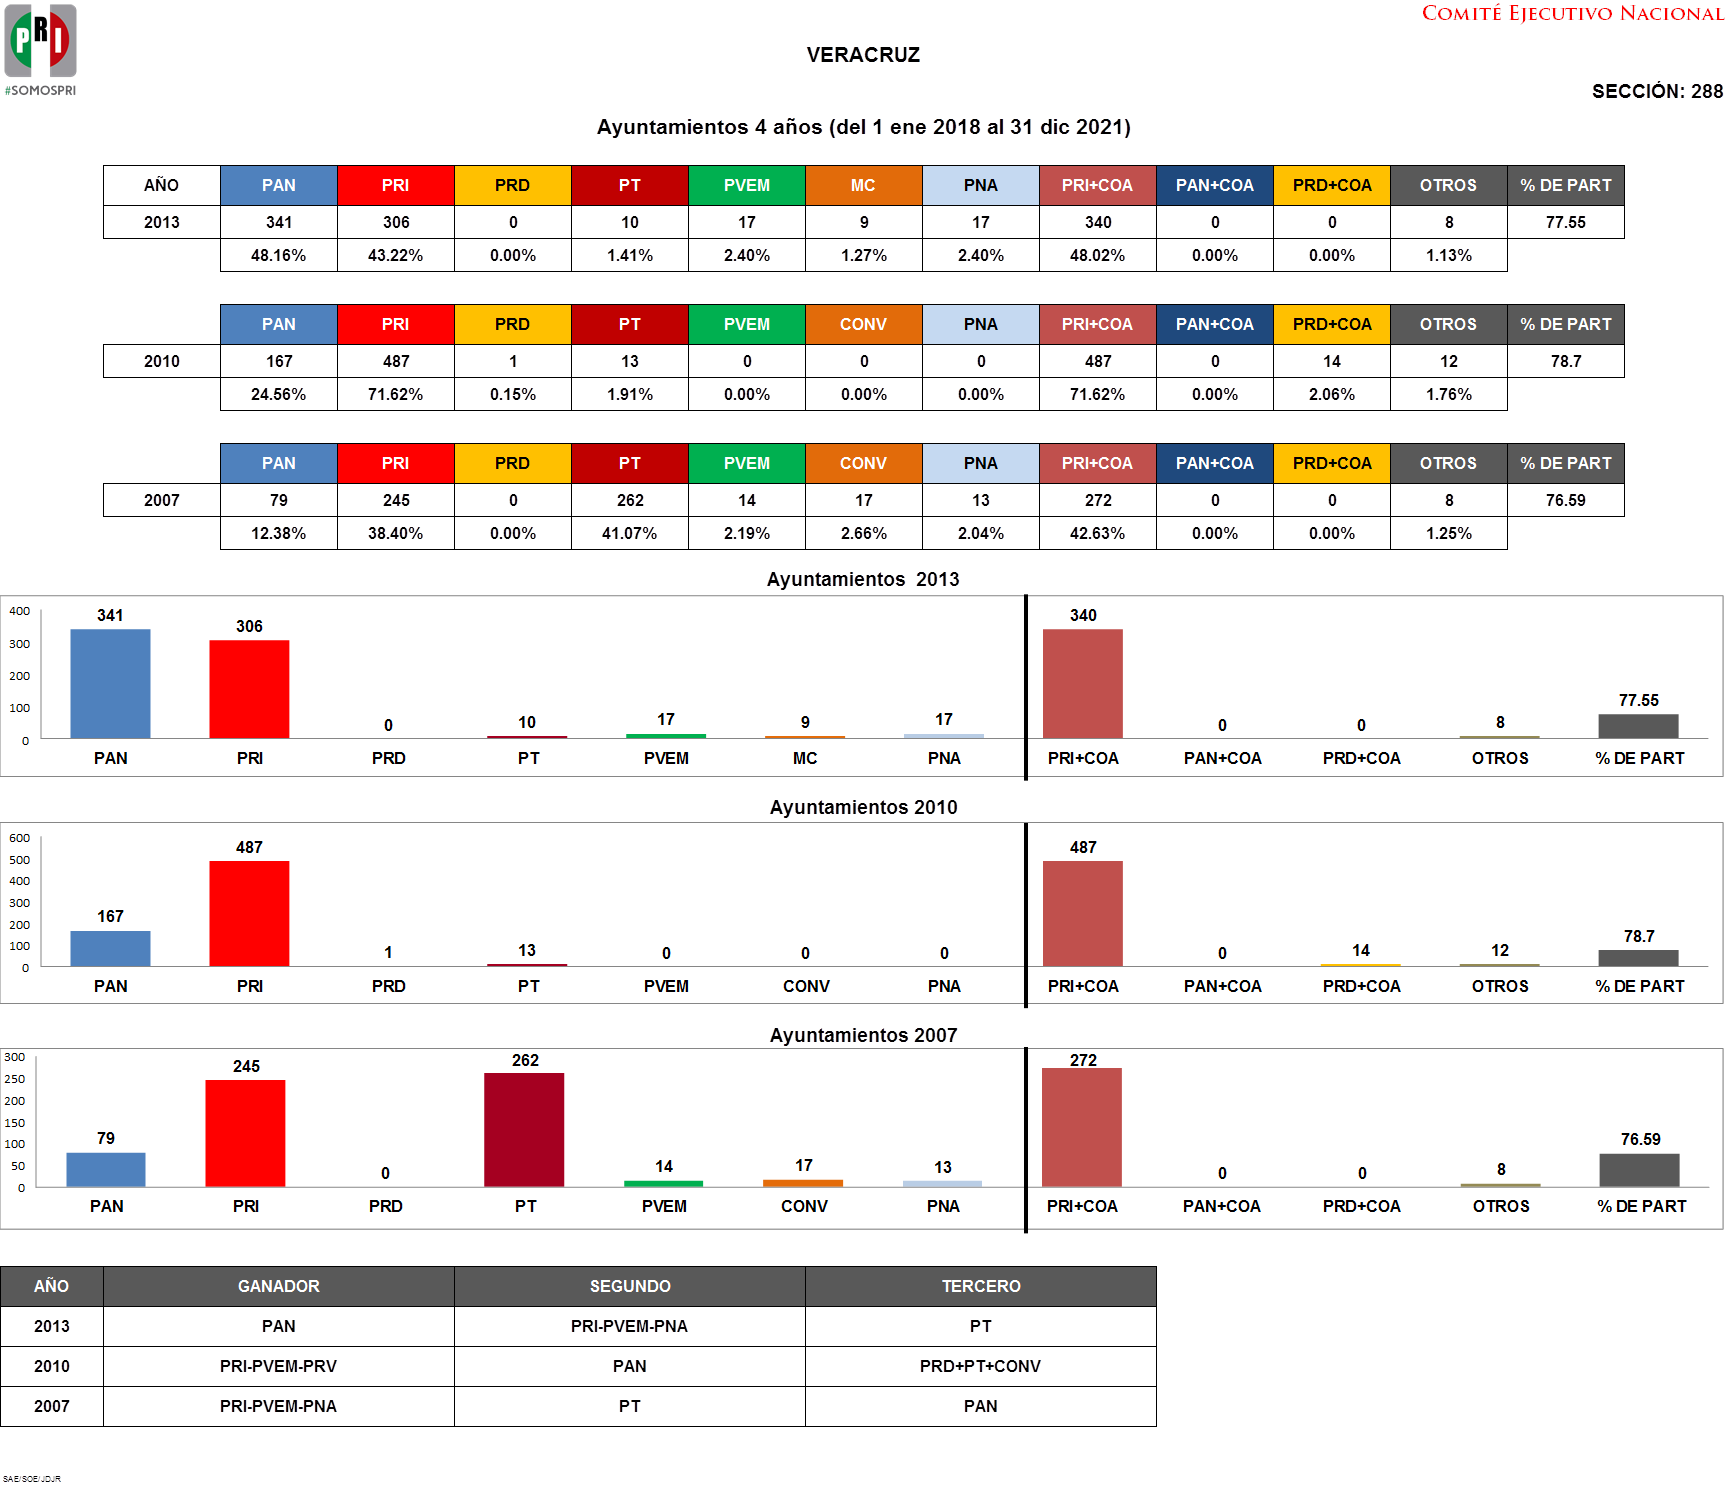 PRI
#SOMOSPRI
COMITÉ EJECUTIVO NACIONAL
VERACRUZ
SECCIÓN: 288
Ayuntamientos 4 años (del 1 ene 2018 al 31 dic 2021)
AÑO PAN PRI PRD PT PVEM MC PNA PRI+COA PAN+COA PRD+COA OTROS % DE PART
2013 341 306 0 10 17 9 17 340 0 0 8 77.55
48.16% 43.22% 0.00% 1.41% 2.40% 1.27% 2.40% 48.02% 0.00% 0.00% 1.13%
PAN PRI PRD PT PVEM CONV PNA PRI+COA PAN+COA PRD+COA OTROS % DE PART
2010 167 487 1 13 0 0 0 487 0 14 12 78.7
24.56% 71.62% 0.15% 1.91% 0.00% 0.00% 0.00% 71.62% 0.00% 2.06% 1.76%
PAN PRI PRD PT PVEM CONV PNA PRI+COA PAN+COA PRD+COA OTROS % DE PART
2007 79 245 0 262 14 17 13 272 0 0 8 76.59
12.38% 38.40% 0.00% 41.07% 2.19% 2.66% 2.04% 42.63% 0.00% 0.00% 1.25%
Ayuntamientos 2013
400
300
200
100
0
341 306 0 10 17 9 17 340 0 0 8 77.55
PAN PRI PRD PT PVEM MC PNA PRI+COA PAN+COA PRD+COA OTROS % DE PART
Ayuntamientos 2010
600
500
400
300
200
100
0
167 487 1 13 0 0 0 487 0 14 12 78.7
PAN PRI PRD PT PVEM CONV PNA PRI+COA PAN+COA PRD+COA OTROS % DE PART
Ayuntamientos 2007
300
250
200
150
100
50
0
79 245 0 262 14 17 13 272 0 0 8 76.59
PAN PRI PRD PT PVEM CONV PNA PRI+COA PAN+COA PRD+COA OTROS % DE PART
AÑO GANADOR SEGUNDO TERCERO
2013 PAN PRI-PVEM-PNA PT
2010 PRI-PVEM-PRV PAN PRD+PT+CONV
2007 PRI-PVEM-PNA PT PAN
SAE/SOE/JDJR